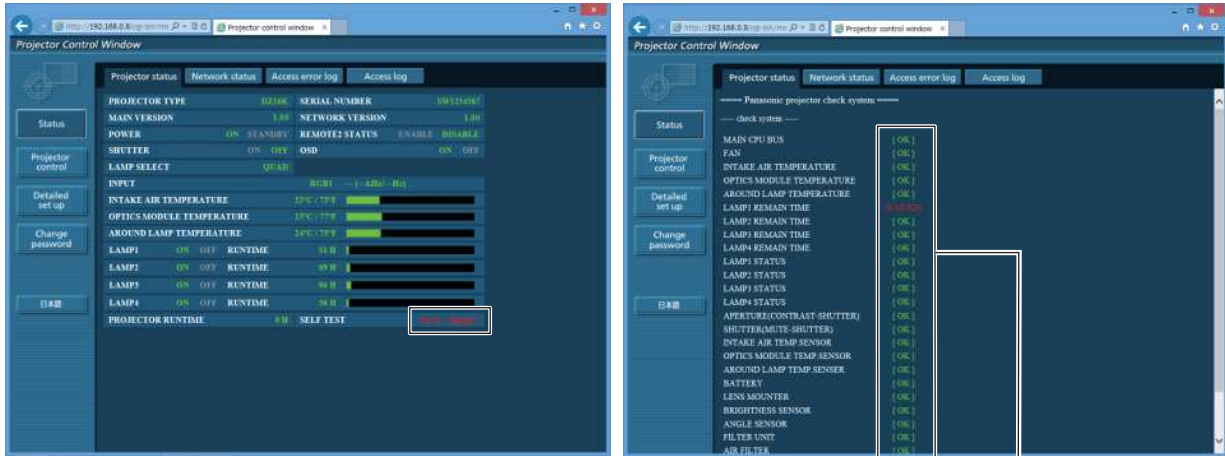 Projector control window
Projector Control Window
Projector status Network status Access error log Access log
Status
Projector control
Detailed set up
Change password
日本語
PROJECTOR TYPE SERIAL NUMBER
MAIN VERSION NETWORK VERSION
POWER ON STANDBY REMOTE2 STATUS ENABLE DISABLE
SHUTTER ON OFF OSD ON OFF
LAMP SELECT QUAD
INPUT RGB1
INTAKE AIR TEMPERATURE
OPTICS MODULE TEMPERATURE
AROUND LAMP TEMPERATURE
LAMP1 ON OFF RUNTIME
LAMP2 ON OFF RUNTIME
LAMP3 ON OFF RUNTIME
LAMP4 ON OFF RUNTIME
PROJECTOR RUNTIME SELF TEST
Projector control window
Projector Control Window
Projector status Network status Access error log Access log
Status
Projector control
Detailed set up
Change password
日本語
Panasonic projector check system
check system
MAIN CPU BUS [ OK ]
FAN [ OK ]
INTAKE AIR TEMPERATURE [ OK ]
OPTICS MODULE TEMPERATURE [ OK ]
AROUND LAMP TEMPERATURE [ OK ]
LAMP1 REMAIN TIME
LAMP2 REMAIN TIME [ OK ]
LAMP3 REMAIN TIME [ OK ]
LAMP4 REMAIN TIME [ OK ]
LAMP1 STATUS [ OK ]
LAMP2 STATUS [ OK ]
LAMP3 STATUS [ OK ]
LAMP4 STATUS [ OK ]
APERTURE(CONTRAST-SHUTTER) [ OK ]
SHUTTER(MUTE-SHUTTER) [ OK ]
INTAKE AIR TEMP.SENSOR [ OK ]
OPTICS MODULE TEMP.SENSOR [ OK ]
AROUND LAMP TEMP.SENSER [ OK ]
BATTERY [ OK ]
LENS MOUNTER [ OK ]
BRIGHTNESS SENSOR [ OK ]
ANGLE SENSOR [ OK ]
FILTER UNIT [ OK ]
AIR FILTER [ OK ]